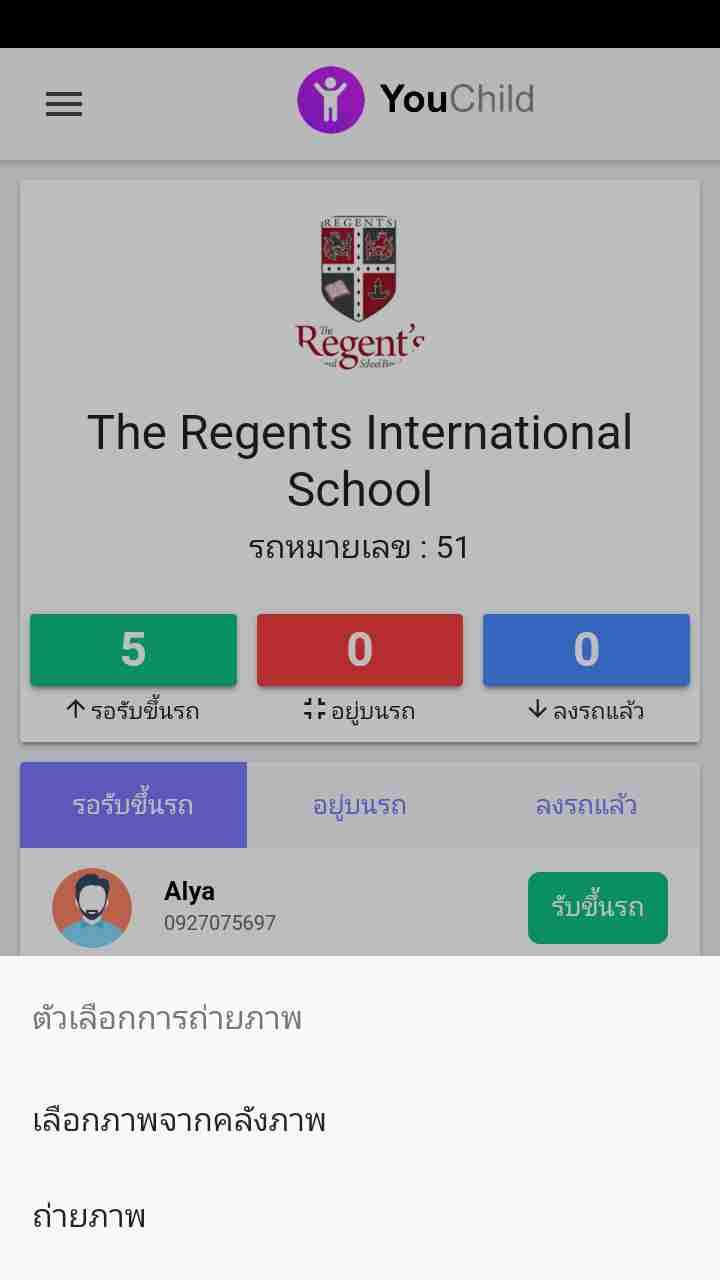 YouChild
REGENTS
The
Regent's
The Regents International
School
รถหมายเลข : 51
5
0
0
รอรับขึ้นรถ
อยู่บนรถ
ลงรถแล้ว
รอรับขึ้นรถ
อยู่บนรถ
ลงรถแล้ว
Alya
รับขึ้นรถ
0927075697
ตัวเลือกการถ่ายภาพ
เลือกภาพจากคลังภาพ
ถ่ายภาพ